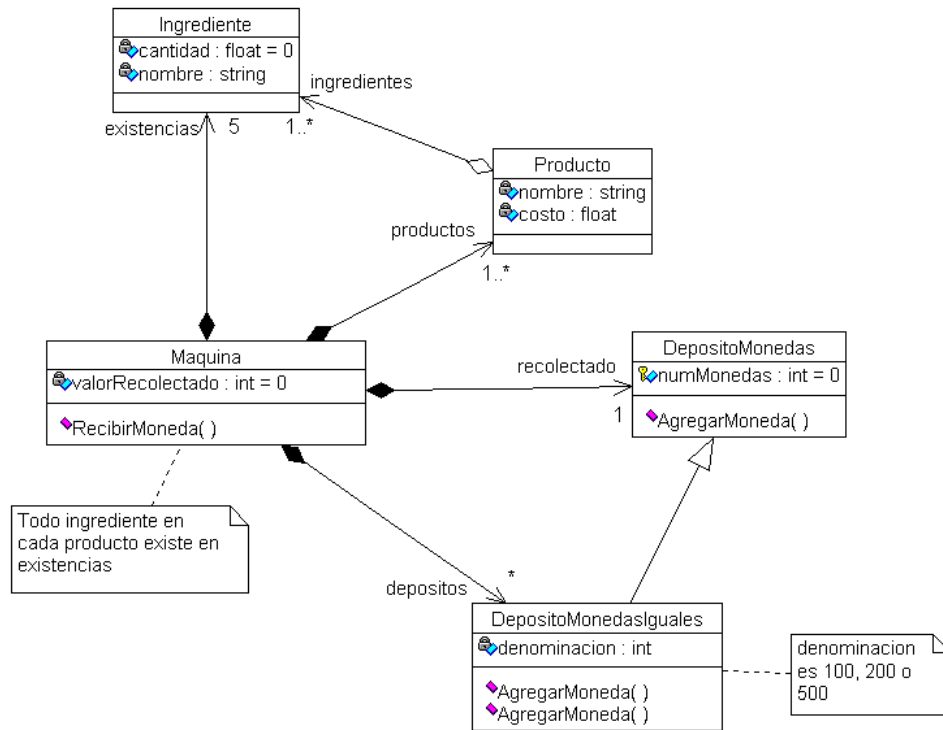 Ingrediente
cantidad : float = 0
nombre : string
ingredientes
existencias
5
1..*
Producto
nombre : string
costo : float
productos
1..*
Maquina
valorRecolectado : int = 0
RecibirMoneda( )
recolectado
1
DepositoMonedas
numMonedas : int = 0
AgregarMoneda( )
Todo ingrediente en
cada producto existe en
existencias
depositos
*
DepositoMonedasIguales
denominacion : int
AgregarMoneda( )
AgregarMoneda( )
denominacion
es 100, 200 o
500